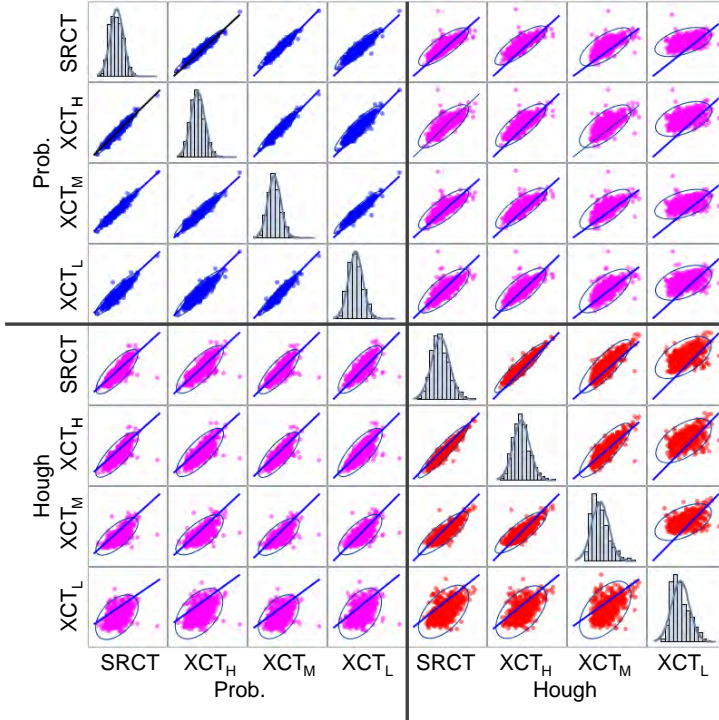 Prob.
SRCT
XCT_H
XCT_M
XCT_L
Hough
SRCT
XCT_H
XCT_M
XCT_L
SRCT XCT_H XCT_M XCT_L SRCT XCT_H XCT_M XCT_L
Prob. Hough